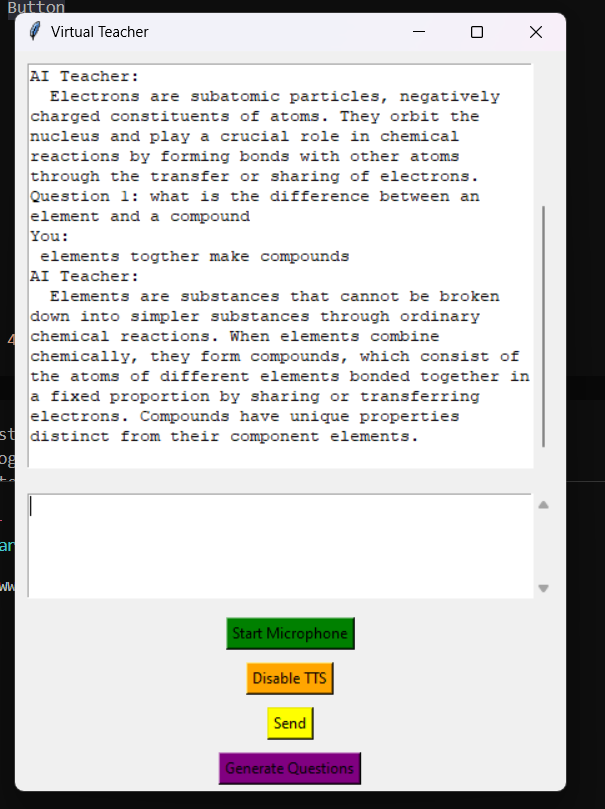 Button
Virtual Teacher
AI Teacher:
Electrons are subatomic particles, negatively
charged constituents of atoms. They orbit the
nucleus and play a crucial role in chemical
reactions by forming bonds with other atoms
through the transfer or sharing of electrons.
Question 1: what is the difference between an
element and a compound
You:
elements togther make compounds
AI Teacher:
Elements are substances that cannot be broken
down into simpler substances through ordinary
chemical reactions. When elements combine
chemically, they form compounds, which consist of
the atoms of different elements bonded together in
a fixed proportion by sharing or transferring
electrons. Compounds have unique properties
distinct from their component elements.
Start Microphone
Disable TTS
Send
Generate Questions